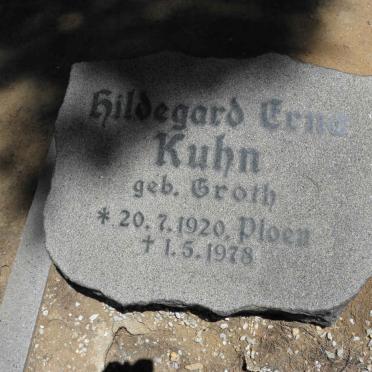 Hildegard Erna
Kuhn
geb. Groth
* 20.7.1920, Ploen
† 1.5.1978